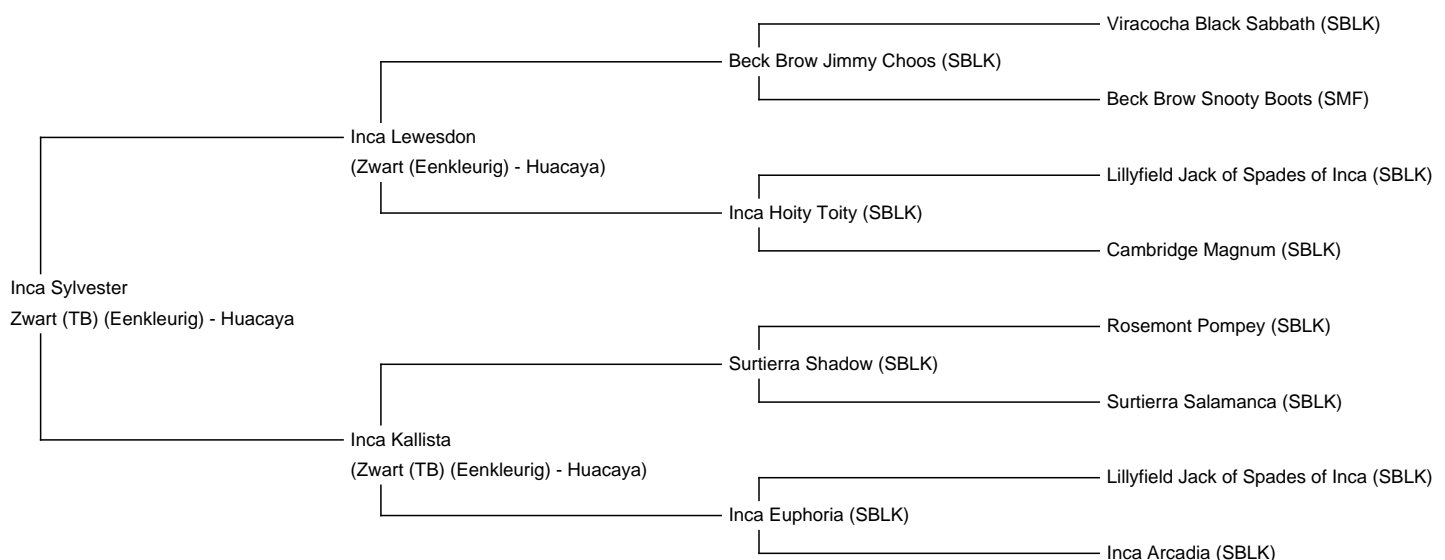 Viracocha Black Sabbath (SBLK)
Beck Brow Jimmy Choos (SBLK)
Beck Brow Snooty Boots (SMF)
Inca Lewesdon
(Zwart (Eenkleurig) - Huacaya)
Lillyfield Jack of Spades of Inca (SBLK)
Inca Hoity Toity (SBLK)
Cambridge Magnum (SBLK)
Inca Sylvester
Zwart (TB) (Eenkleurig) - Huacaya
Rosemont Pompey (SBLK)
Surtierra Shadow (SBLK)
Surtierra Salamanca (SBLK)
Inca Kallista
(Zwart (TB) (Eenkleurig) - Huacaya)
Lillyfield Jack of Spades of Inca (SBLK)
Inca Euphoria (SBLK)
Inca Arcadia (SBLK)